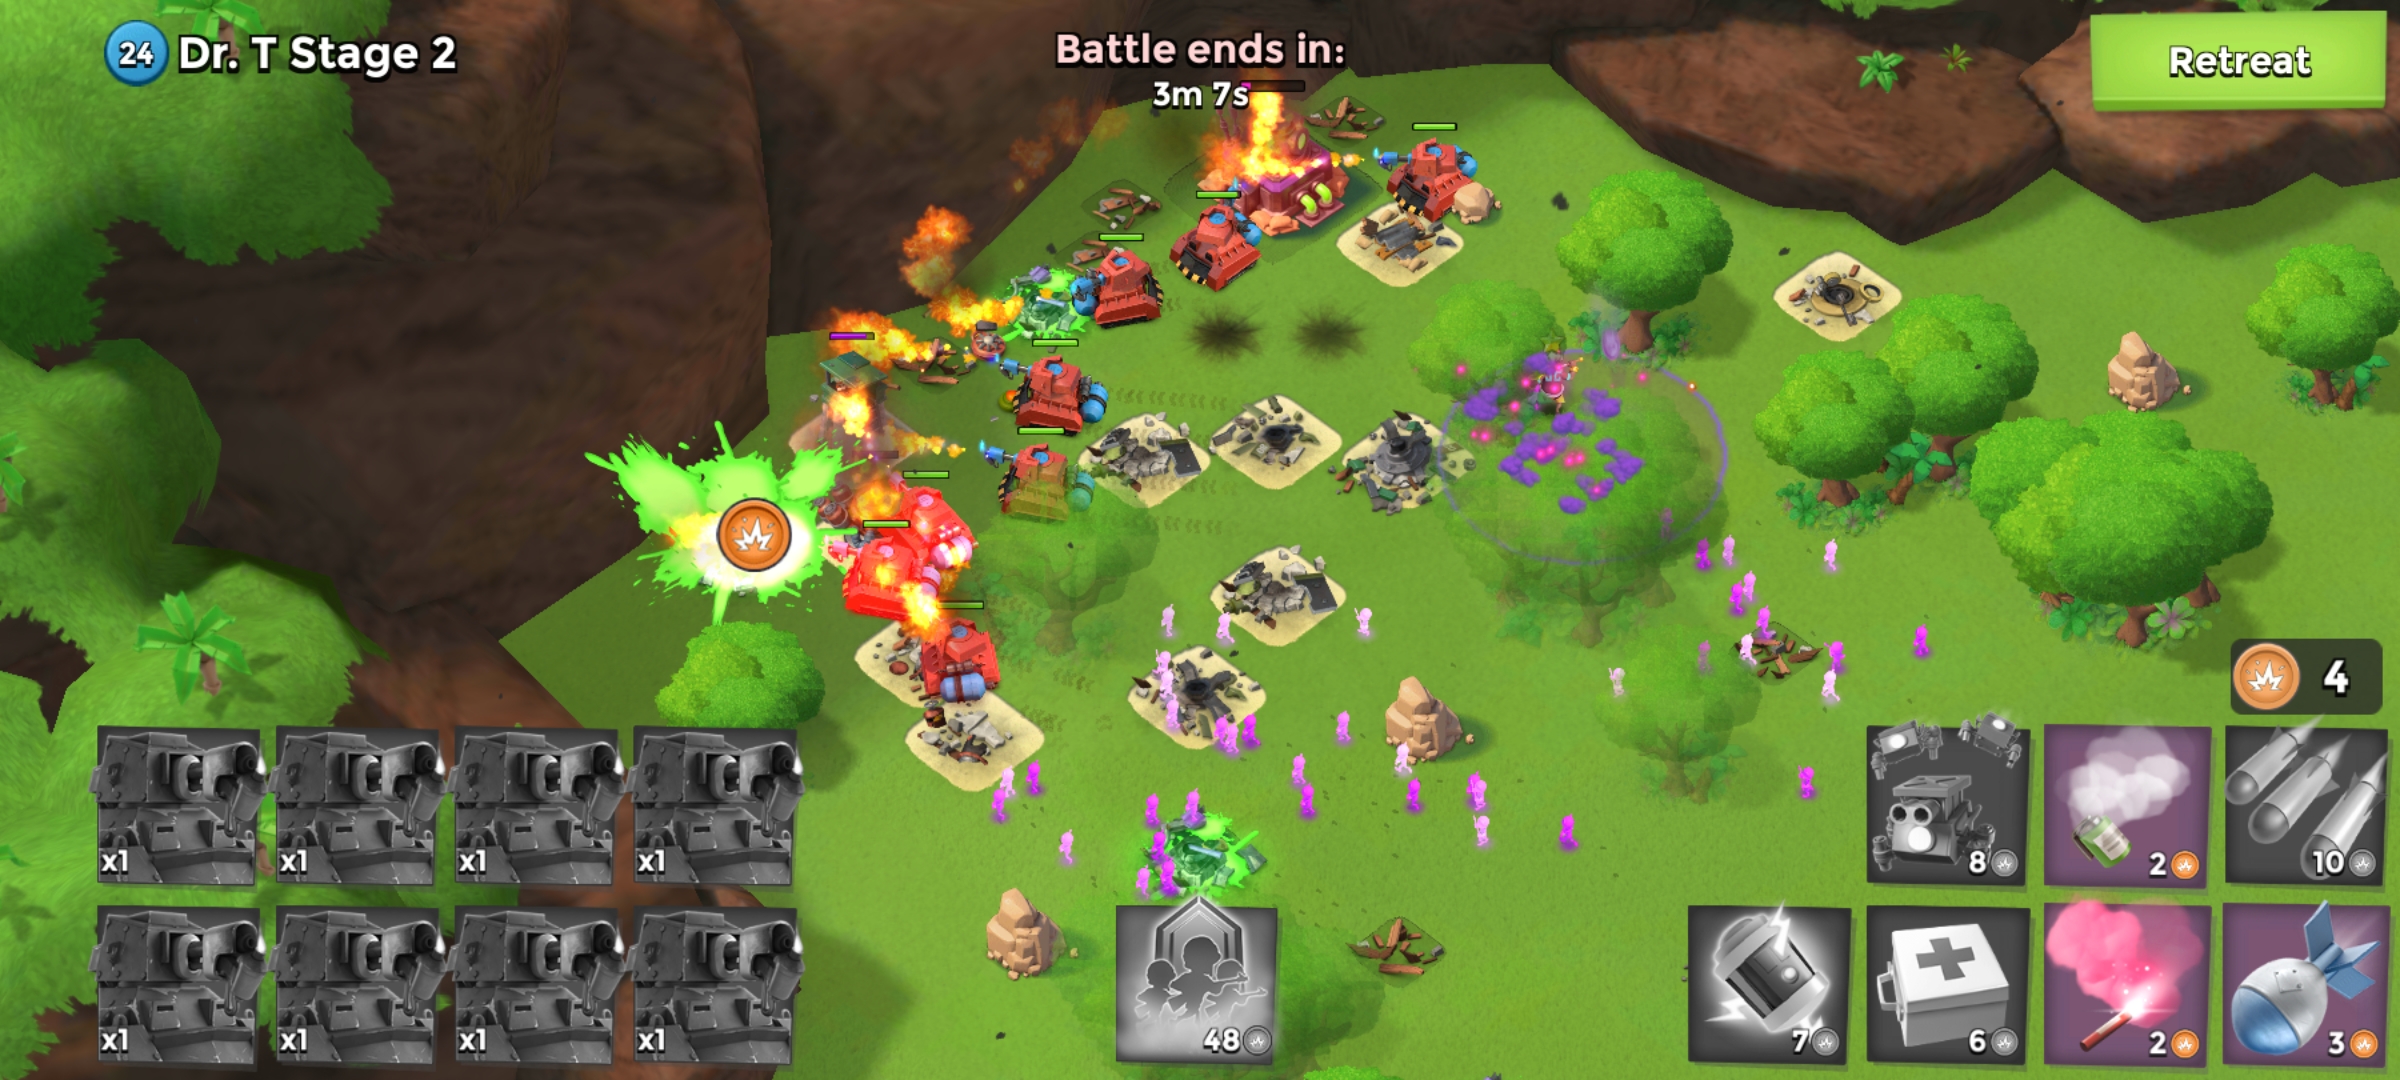 24 Dr. T Stage 2
Battle ends in:
3m 7s
Retreat
4
x1 x1 x1 x1
8 2 10
x1 x1 x1 x1
48
7 6 2 3